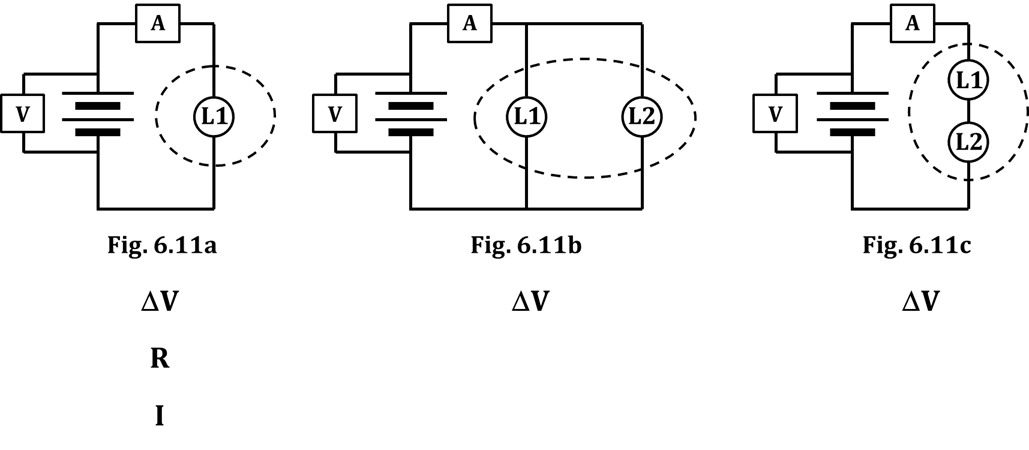 A A A
V L1 V L1 L2 V L1
L2
Fig. 6.11a Fig. 6.11b Fig. 6.11c
ΔV ΔV ΔV
R
I